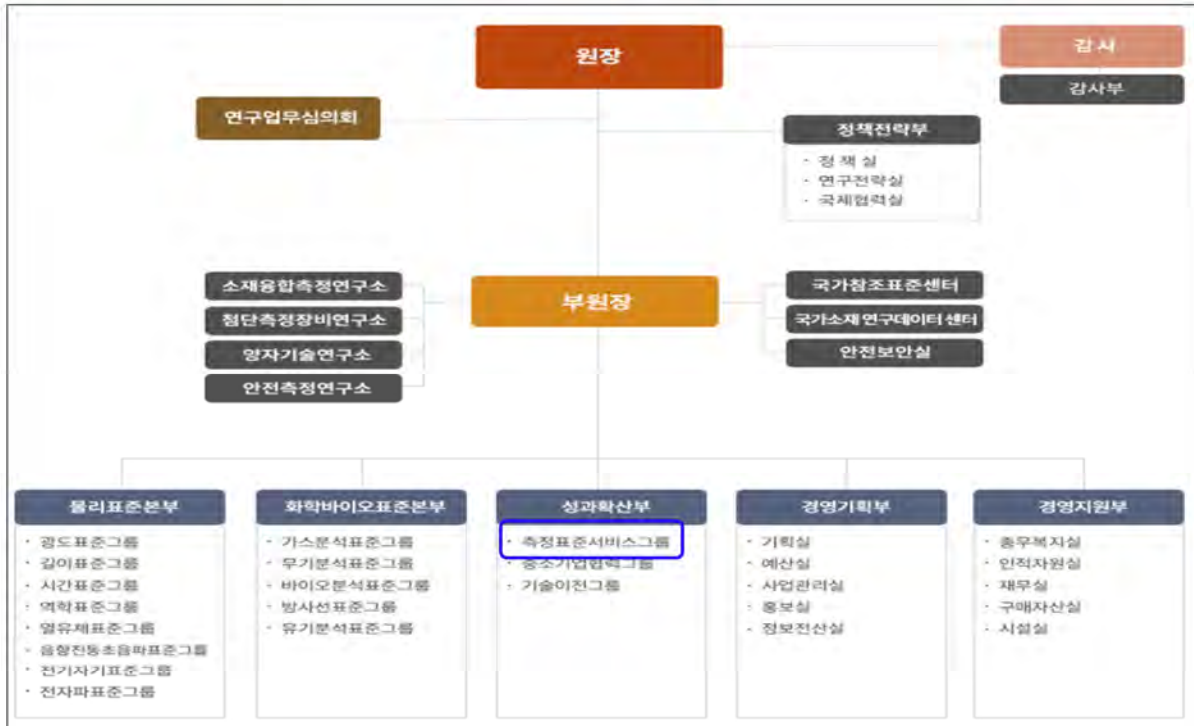 원장
감 사
감사부
연구업무심의회
정책전략부
· 정 책 실
· 연구전략실
· 국제협력실
소재융합측정연구소
첨단측정장비연구소
양자기술연구소
안전측정연구소
부원장
국가참조표준센터
국가소재 연구데이터 센터
안전보안실
물리표준본부
· 광도표준그룹
· 길이표준그룹
· 시간표준그룹
· 역학표준그룹
· 열유체표준그룹
· 음향진동초음파표준그룹
· 전기자기표준그룹
· 전자파표준그룹
화학바이오표준본부
· 가스분석표준그룹
· 무기분석표준그룹
· 바이오분석표준그룹
· 방사선표준그룹
· 유기분석표준그룹
성과확산부
· 측정표준서비스그룹
· 중소기업협력그룹
· 기술이전그룹
경영기획부
· 기획실
· 예산실
· 사업관리실
· 홍보실
· 정보전산실
경영지원부
· 총무복지실
· 인적자원실
· 재무실
· 구매자산실
· 시설실